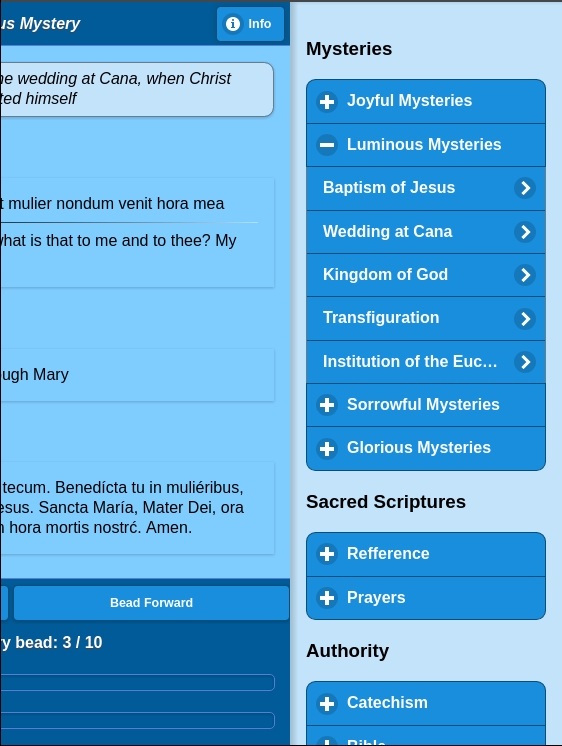 us Mystery
Info
ne wedding at Cana, when Christ
ted himself
t mulier nondum venit hora mea
what is that to me and to thee? My
ough Mary
tecum. Benedícta tu in muliéribus,
esus. Sancta María, Mater Dei, ora
n hora mortis nostrć. Amen.
Bead Forward
y bead: 3 / 10
Mysteries
Joyful Mysteries
Luminous Mysteries
Baptism of Jesus
Wedding at Cana
Kingdom of God
Transfiguration
Institution of the Euc…
Sorrowful Mysteries
Glorious Mysteries
Sacred Scriptures
Refference
Prayers
Authority
Catechism
Bible